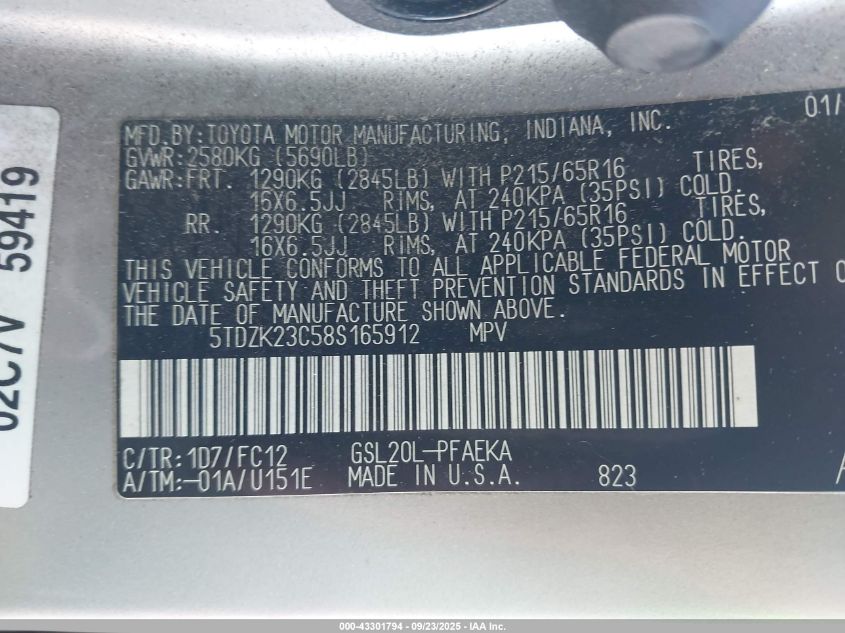 MFD. BY: TOYOTA MOTOR MANUFACTURING, INDIANA, INC. 01/
GVWR: 2580KG (5690LB)
GAWR: FRT. 1290KG (2845LB) WITH P215/65R16 TIRES,
16X6.5JJ RIMS, AT 240KPA (35PSI) COLD.
RR. 1290KG (2845LB) WITH P215/65R16 TIRES,
16X6.5JJ RIMS, AT 240KPA (35PSI) COLD.
THIS VEHICLE CONFORMS TO ALL APPLICABLE FEDERAL MOTOR
VEHICLE SAFETY AND THEFT PREVENTION STANDARDS IN EFFECT O
THE DATE OF MANUFACTURE SHOWN ABOVE.
5TDZK23C58S165912 MPV
C/TR: 1D7/FC12 GSL20L-PFAEKA
A/TM:-01A/U151E MADE IN U.S.A. 823
02C7V 59419
000-43301794 - 09/23/2025 - IAA Inc.